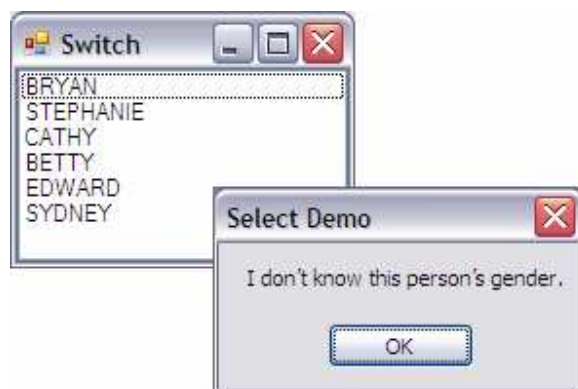 Switch
BRYAN
STEPHANIE
CATHY
BETTY
EDWARD
SYDNEY
Select Demo
I don't know this person's gender.
OK